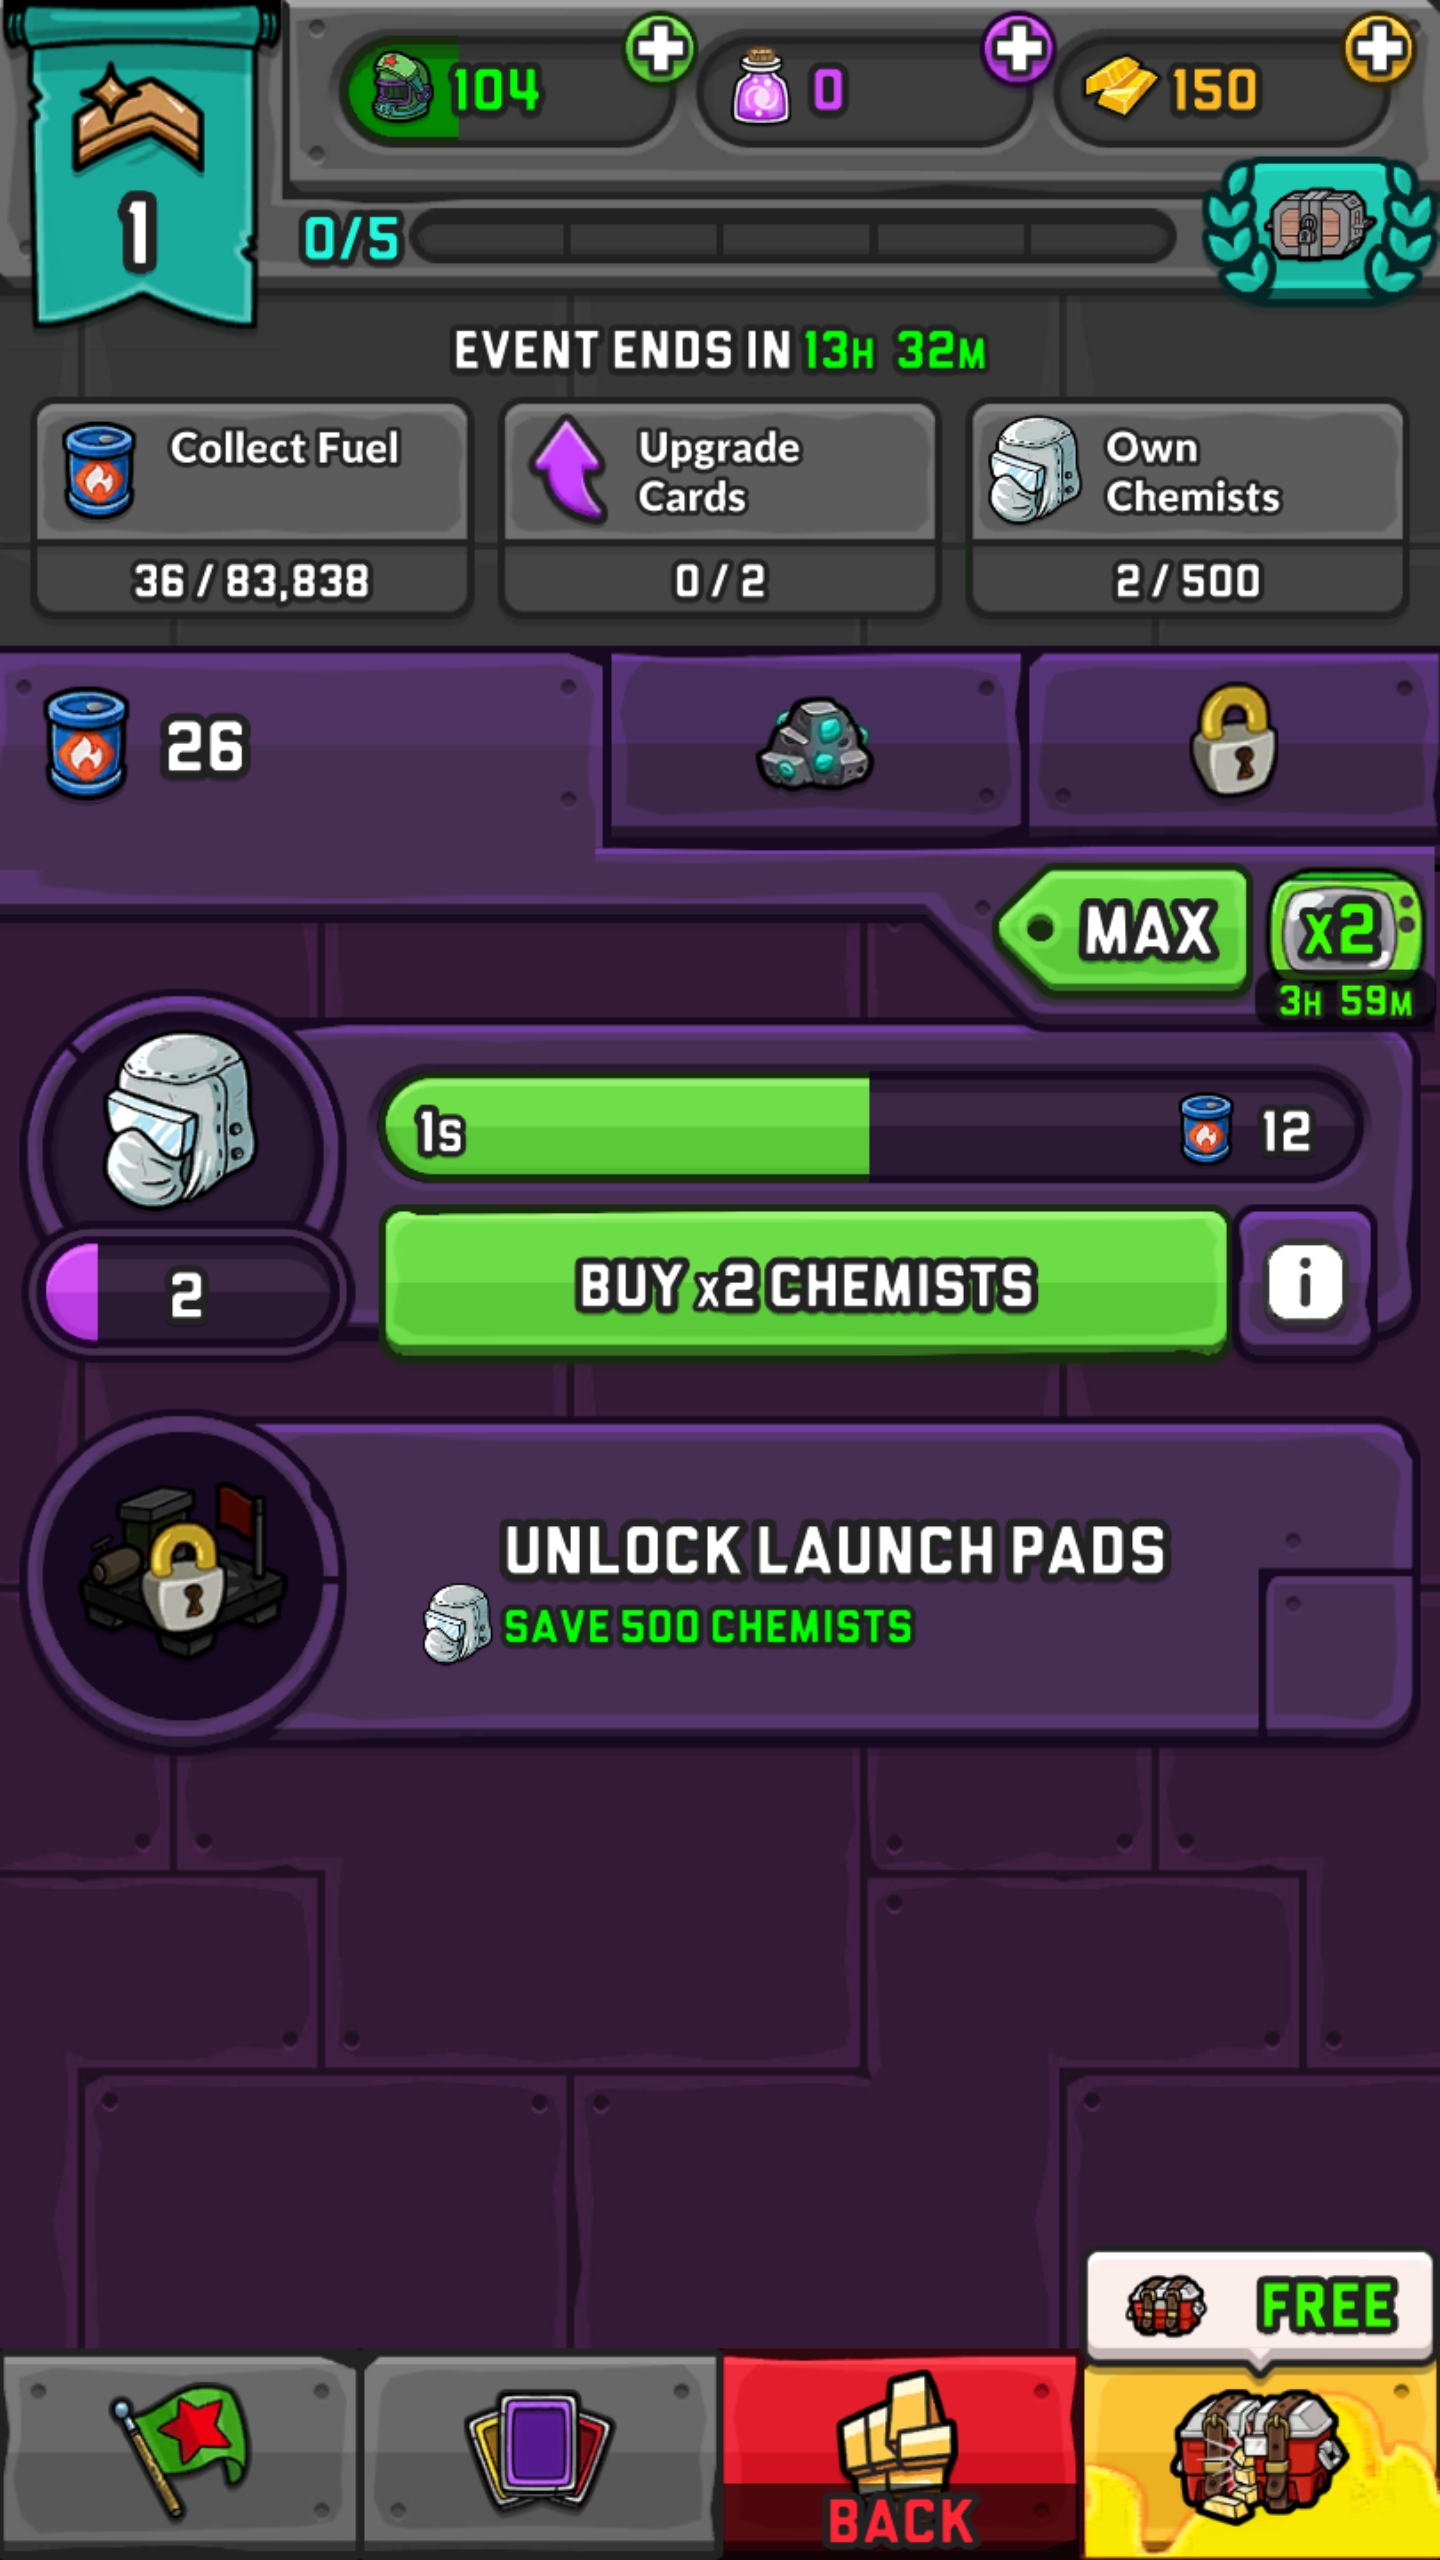 104
0
150
1
0/5
EVENT ENDS IN 13H 32M
Collect Fuel
36 / 83,838
Upgrade
Cards
0 / 2
Own
Chemists
2 / 500
26
MAX
x2
3H 59M
1s
12
2
BUY x2 CHEMISTS
i
UNLOCK LAUNCH PADS
SAVE 500 CHEMISTS
FREE
BACK